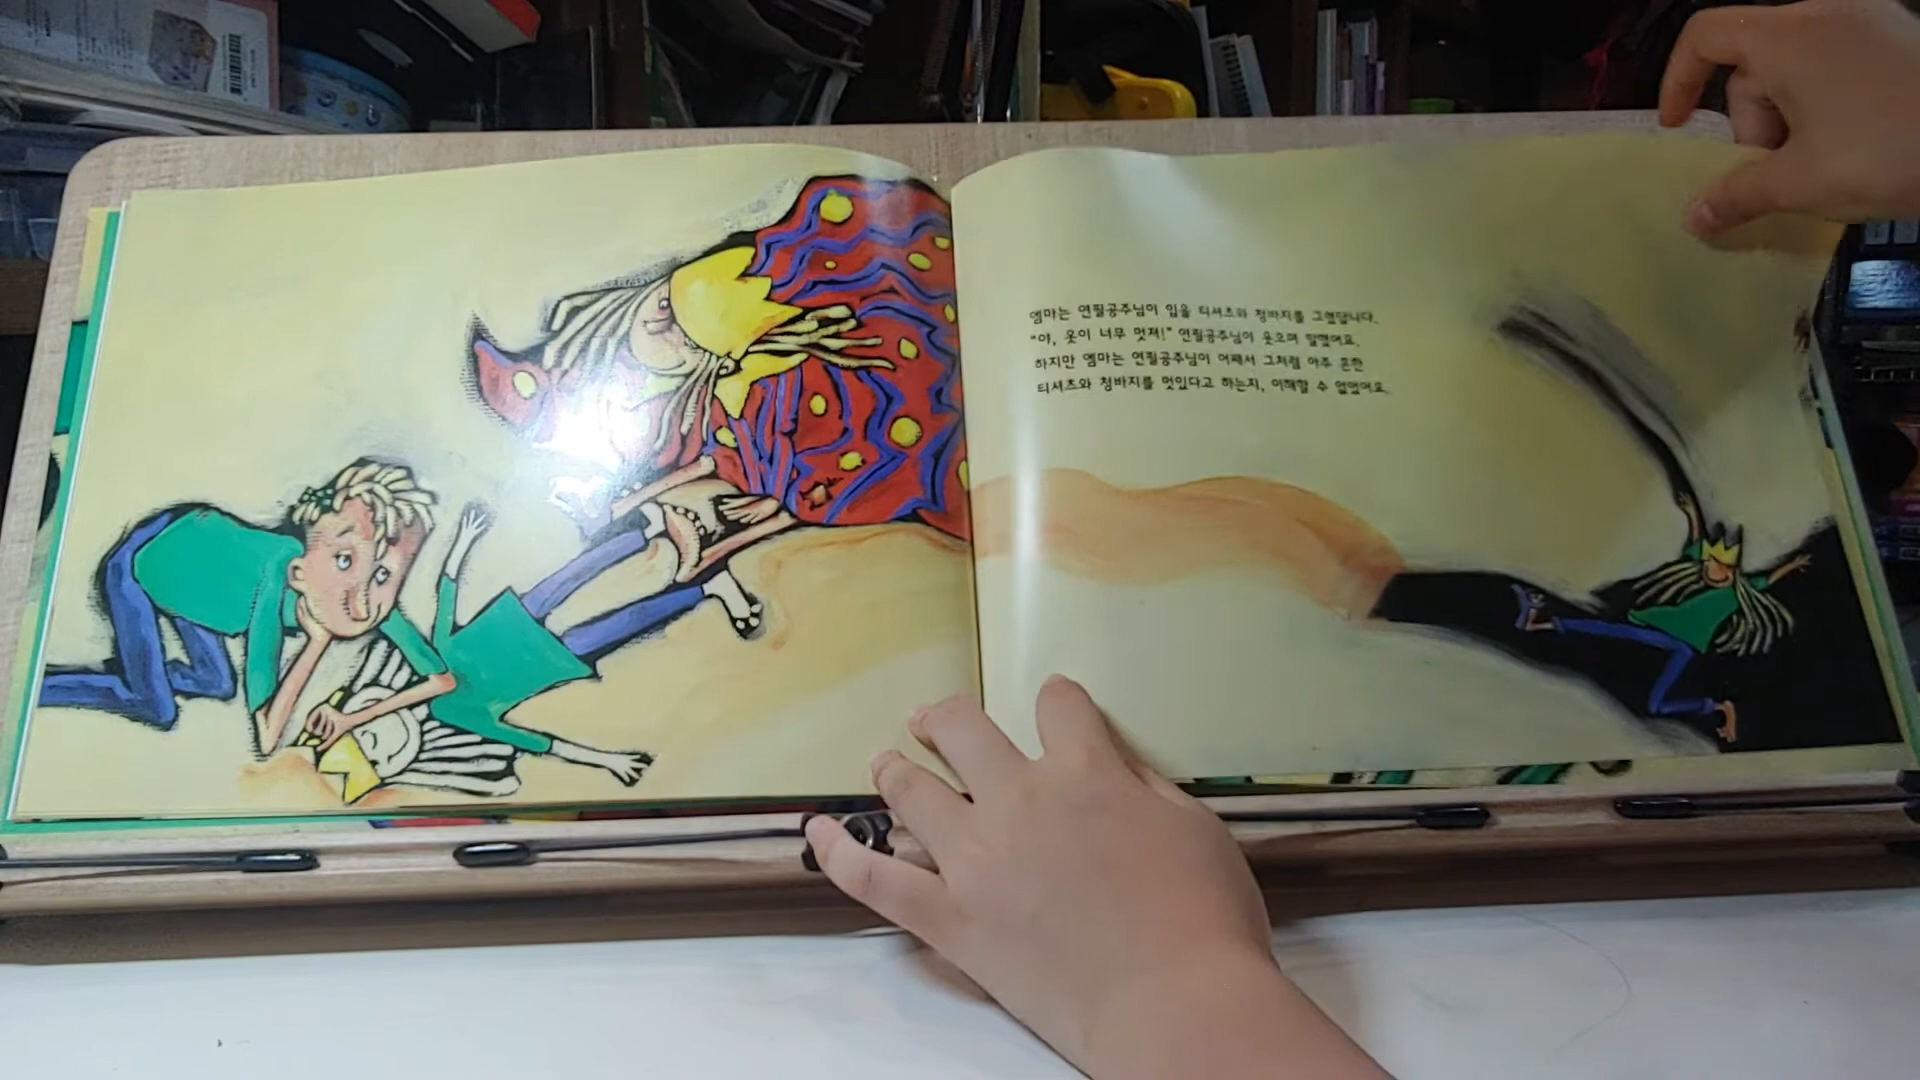 엠마는 연필공주님이 입을 티셔츠와 청바지를 그렸답니다.
"야, 옷이 너무 멋져!" 연필공주님이 웃으며 말했어요.
하지만 엠마는 연필공주님이 어째서 그처럼 아주 흔한
티셔츠와 청바지를 멋있다고 하는지, 이해할 수 없었어요.